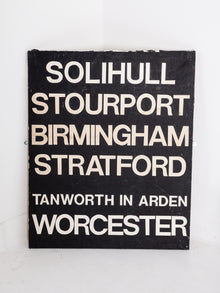 SOLIHULL
STOURPORT
BIRMINGHAM
STRATFORD
TANWORTH IN ARDEN
WORCESTER